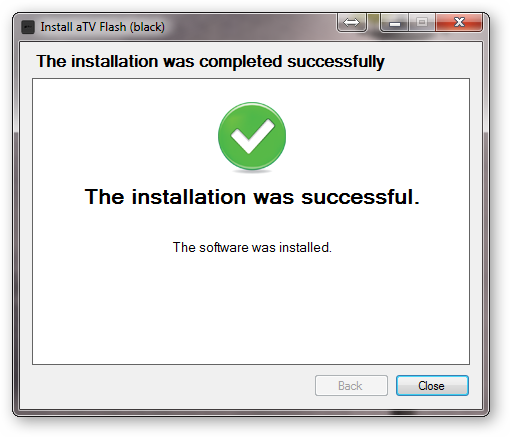 Install aTV Flash (black)
The installation was completed successfully
The installation was successful.
The software was installed.
Back
Close